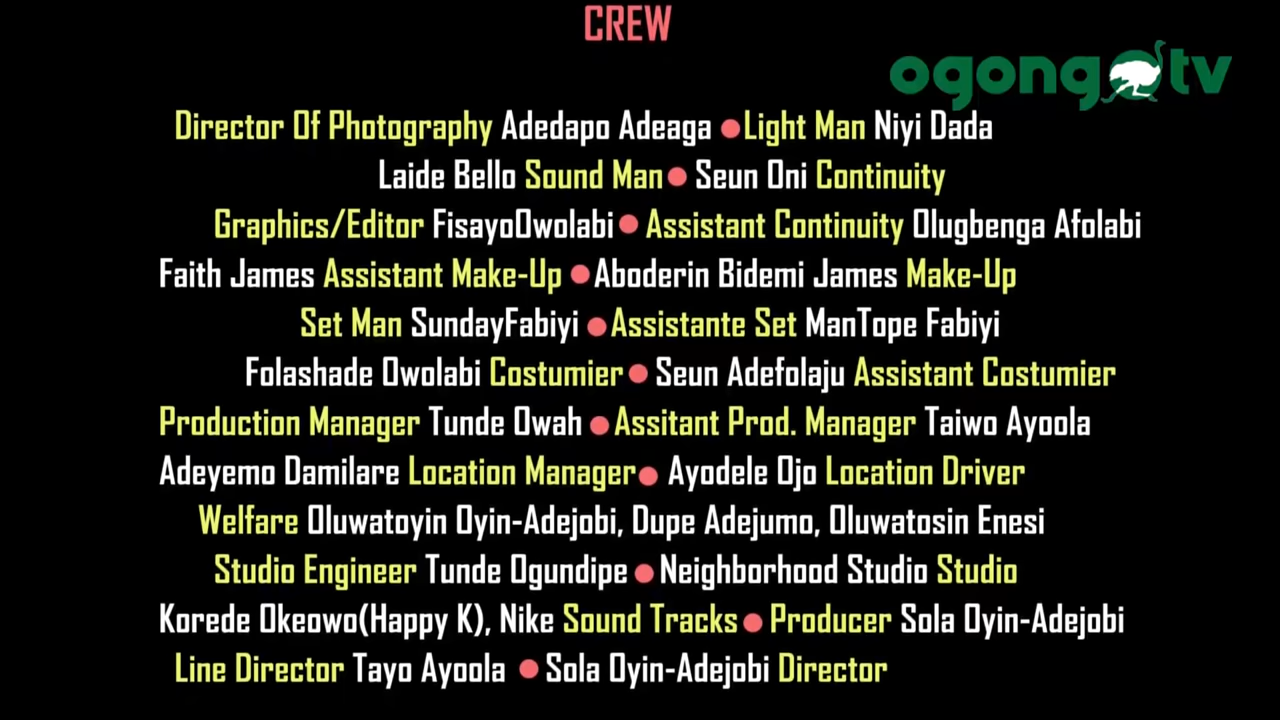 CREW
ogongo tv
Director Of Photography Adedapo Adeaga ●Light Man Niyi Dada
Laide Bello Sound Man● Seun Oni Continuity
Graphics/Editor FisayoOwolabi● Assistant Continuity Olugbenga Afolabi
Faith James Assistant Make-Up ●Aboderin Bidemi James Make-Up
Set Man SundayFabiyi ●Assistante Set ManTope Fabiyi
Folashade Owolabi Costumier● Seun Adefolaju Assistant Costumier
Production Manager Tunde Owah ●Assitant Prod. Manager Taiwo Ayoola
Adeyemo Damilare Location Manager● Ayodele Ojo Location Driver
Welfare Oluwatoyin Oyin-Adejobi, Dupe Adejumo, Oluwatosin Enesi
Studio Engineer Tunde Ogundipe ●Neighborhood Studio Studio
Korede Okeowo(Happy K), Nike Sound Tracks● Producer Sola Oyin-Adejobi
Line Director Tayo Ayoola ● Sola Oyin-Adejobi Director